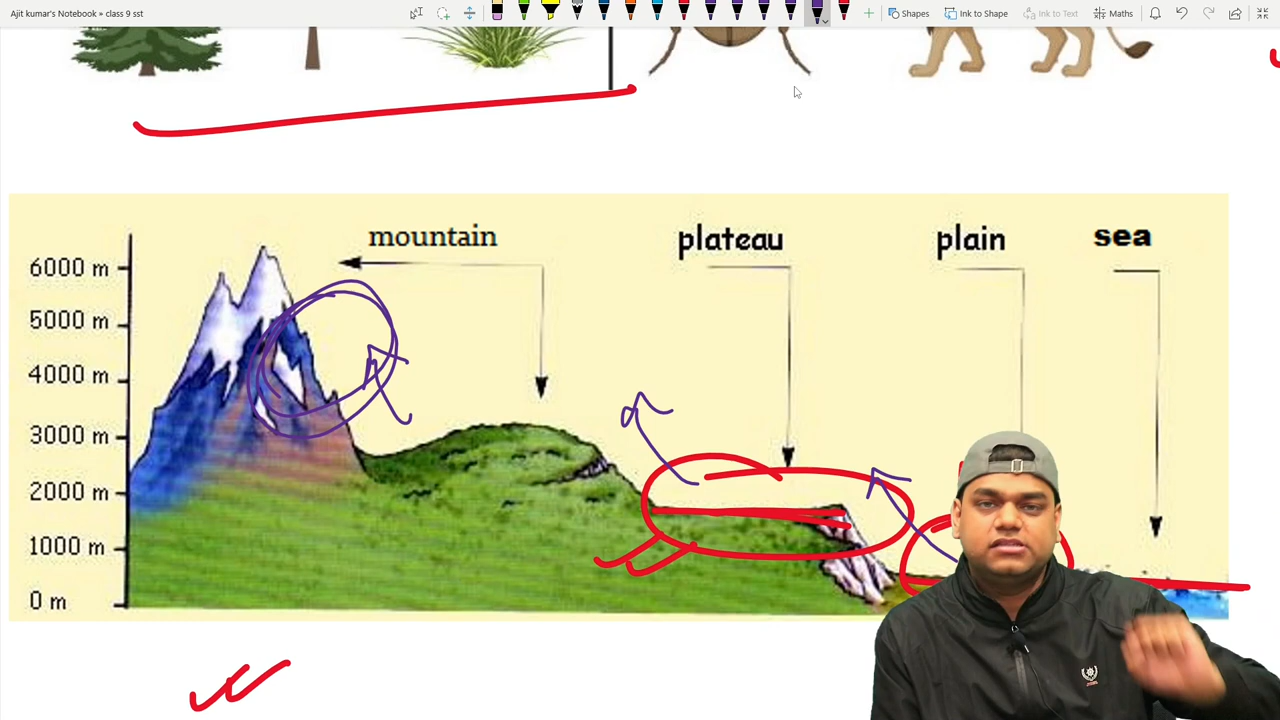 Ajit kumar's Notebook » class 9 sst
Shapes Ink to Shape Ink to Text Maths
mountain plateau plain sea
6000 m
5000 m
4000 m
3000 m
2000 m
1000 m
0 m